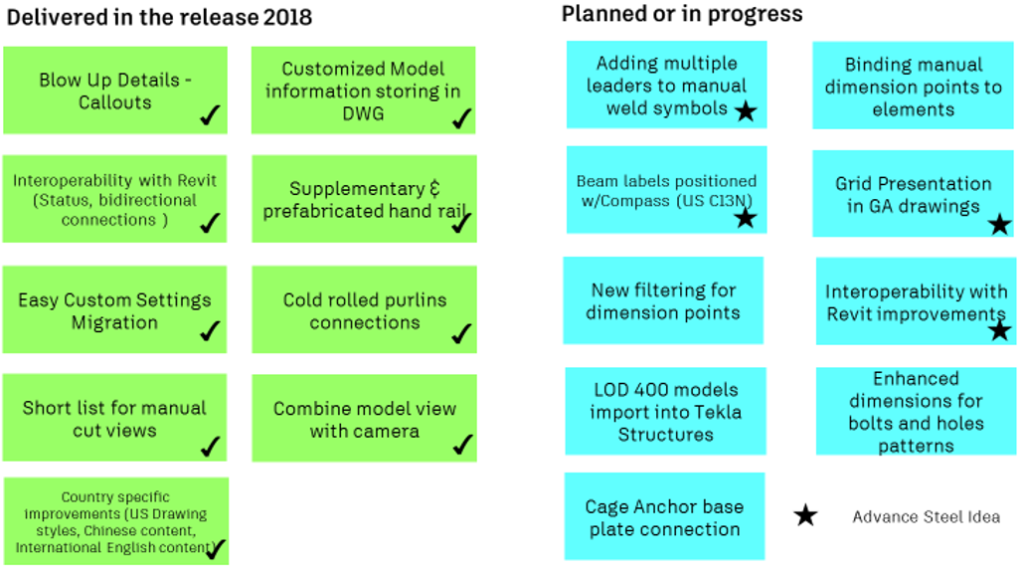 Delivered in the release 2018
Blow Up Details -
Callouts
Customized Model
information storing in
DWG
Interoperability with Revit
(Status, bidirectional
connections )
Supplementary &
prefabricated hand rail
Easy Custom Settings
Migration
Cold rolled purlins
connections
Short list for manual
cut views
Combine model view
with camera
Country specific
improvements (US Drawing
styles, Chinese content,
International English content)
Planned or in progress
Adding multiple
leaders to manual
weld symbols
Binding manual
dimension points to
elements
Beam labels positioned
w/Compass (US C13N)
Grid Presentation
in GA drawings
New filtering for
dimension points
Interoperability with
Revit improvements
LOD 400 models
import into Tekla
Structures
Enhanced
dimensions for
bolts and holes
patterns
Cage Anchor base
plate connection
Advance Steel Idea